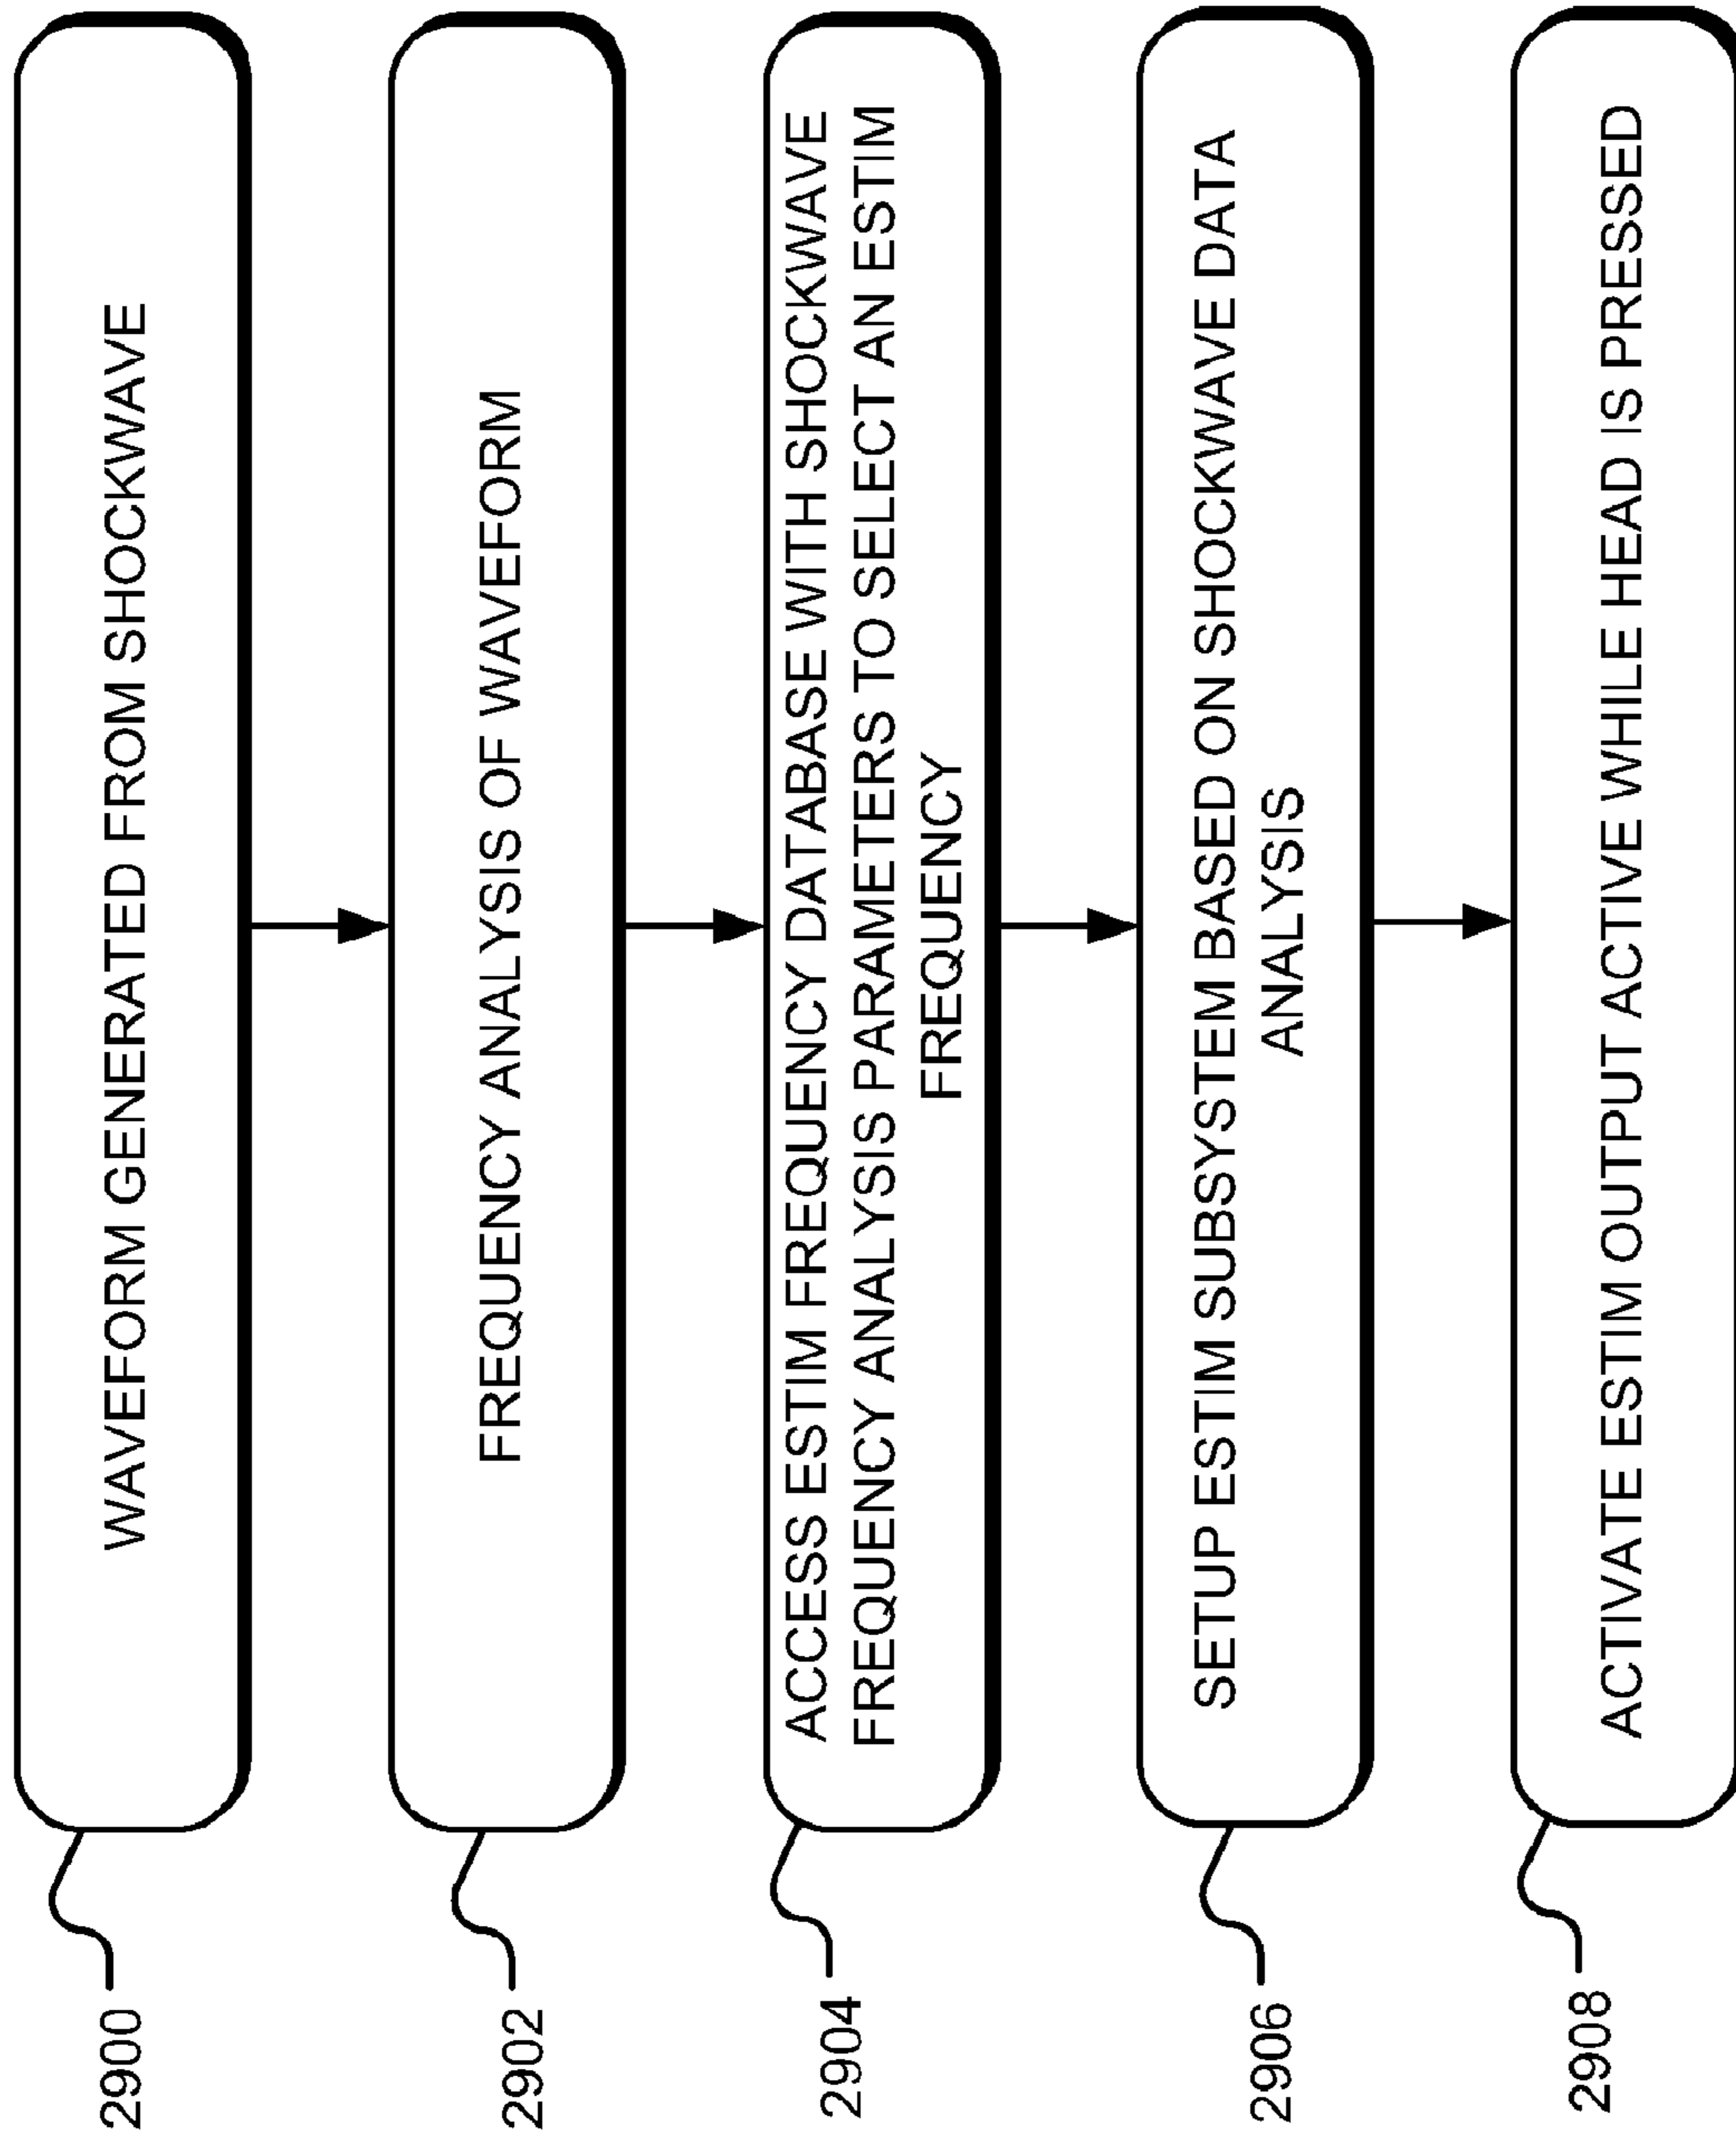 2900
WAVEFORM GENERATED FROM SHOCKWAVE
2902
FREQUENCY ANALYSIS OF WAVEFORM
2904
ACCESS ESTIM FREQUENCY DATABASE WITH SHOCKWAVE
FREQUENCY ANALYSIS PARAMETERS TO SELECT AN ESTIM
FREQUENCY
2906
SETUP ESTIM SUBSYSTEM BASED ON SHOCKWAVE DATA
ANALYSIS
2908
ACTIVATE ESTIM OUTPUT ACTIVE WHILE HEAD IS PRESSED